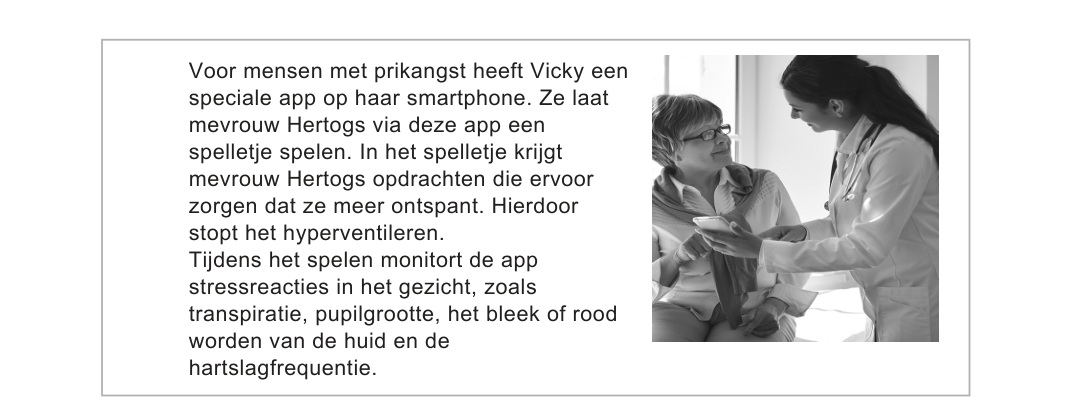 Voor mensen met prikangst heeft Vicky een
speciale app op haar smartphone. Ze laat
mevrouw Hertogs via deze app een
spelletje spelen. In het spelletje krijgt
mevrouw Hertogs opdrachten die ervoor
zorgen dat ze meer ontspant. Hierdoor
stopt het hyperventileren.
Tijdens het spelen monitort de app
stressreacties in het gezicht, zoals
transpiratie, pupilgrootte, het bleek of rood
worden van de huid en de
hartslagfrequentie.